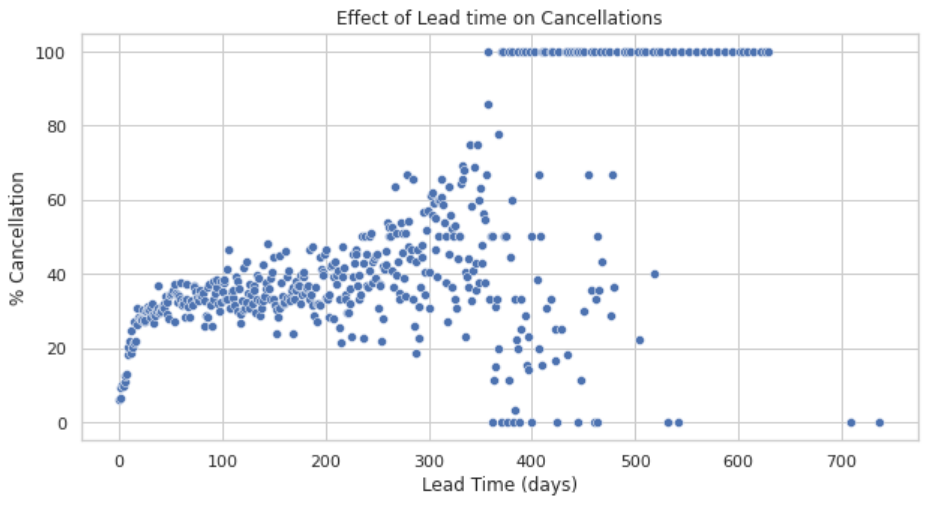 Effect of Lead time on Cancellations
100
80
60
40
20
0
% Cancellation
0 100 200 300 400 500 600 700
Lead Time (days)